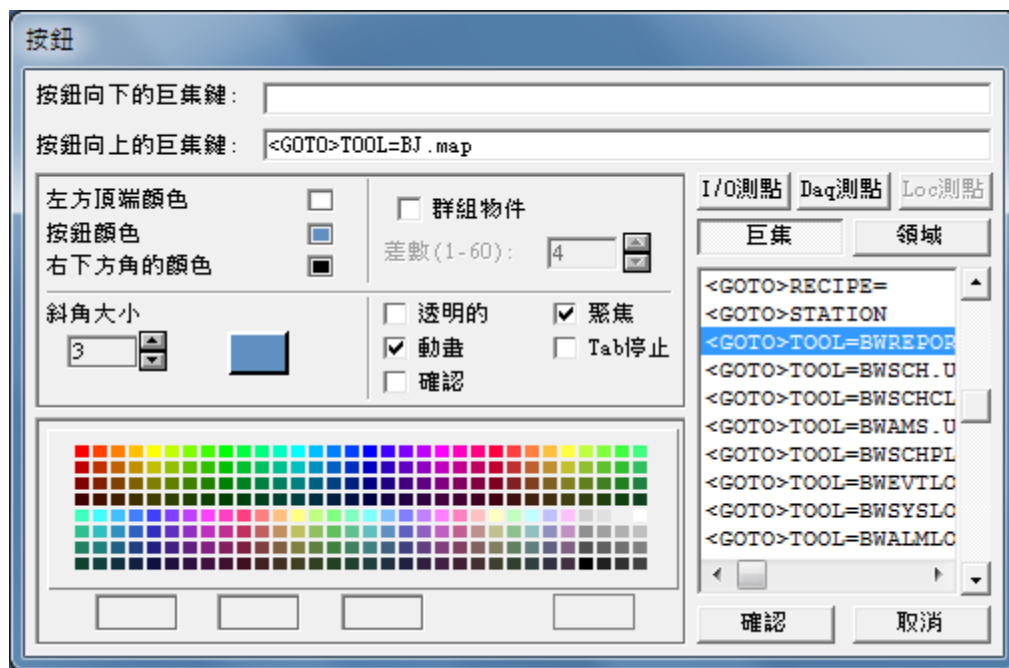 按鈕
按鈕向下的巨集鍵:
按鈕向上的巨集鍵: <GOTO>TOOL=BJ.map
左方頂端顏色
按鈕顏色
右下方角的顏色
群組物件
差數(1-60): 4
斜角大小
3
透明的
聚焦
動畫
Tab停止
確認
I/O測點 Daq測點 Loc測點
巨集 領域
<GOTO>RECIPE=
<GOTO>STATION
<GOTO>TOOL=BWREPOR
<GOTO>TOOL=BWSCH.U
<GOTO>TOOL=BWSCHCL
<GOTO>TOOL=BWAMS.U
<GOTO>TOOL=BWSCHPL
<GOTO>TOOL=BWEVTLO
<GOTO>TOOL=BWSYSLO
<GOTO>TOOL=BWALMLO
確認 取消